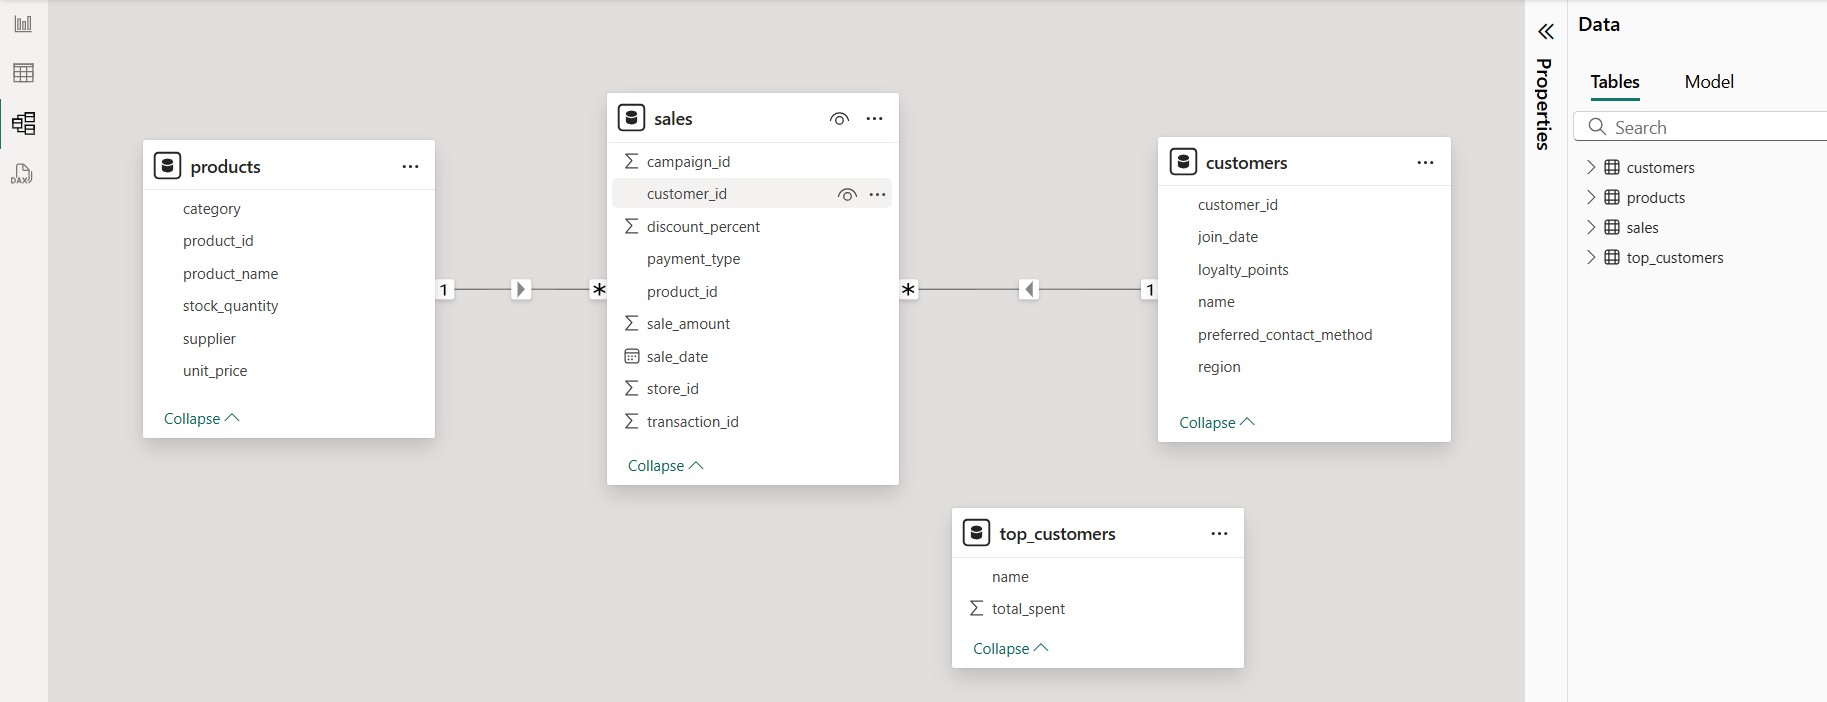 products
category
product_id
product_name
stock_quantity
supplier
unit_price
Collapse
1
*
sales
campaign_id
customer_id
discount_percent
payment_type
product_id
sale_amount
sale_date
store_id
transaction_id
Collapse
*
1
customers
customer_id
join_date
loyalty_points
name
preferred_contact_method
region
Collapse
top_customers
name
total_spent
Collapse
Properties
Data
Tables Model
Search
customers
products
sales
top_customers
DAX